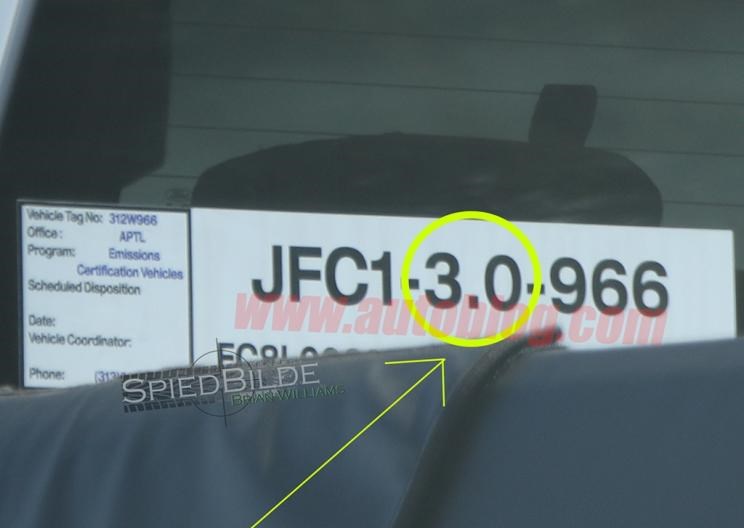 Vehicle Tag No: 312W966
Office: APTL
Program: Emissions
Certification Vehicles
Scheduled Disposition
Date:
Vehicle Coordinator:
Phone: (313)
JFC1-3.0-966
www.autoblog.com
SPIEDBILDE
BRIAN WILLIAMS